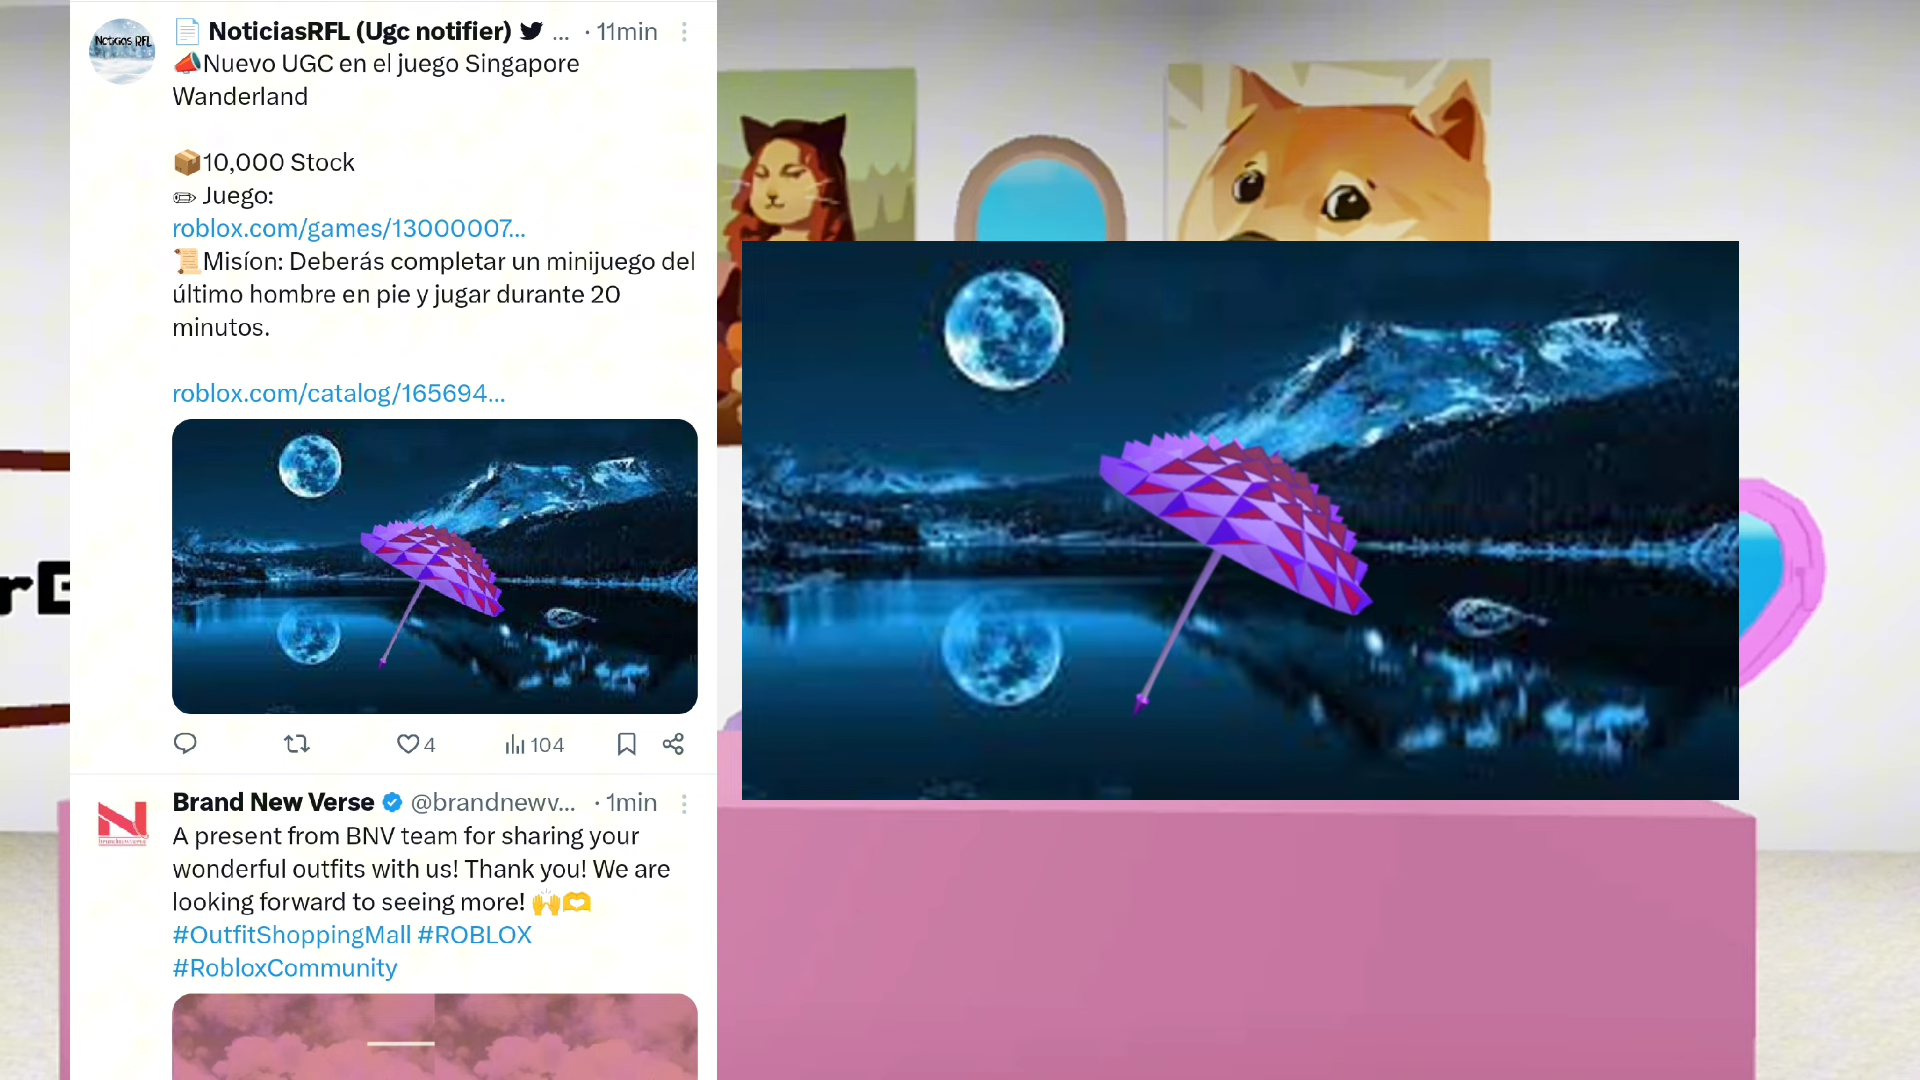 NoticiasRFL (Ugc notifier) ... · 11min
Noticias RFL
📣Nuevo UGC en el juego Singapore
Wanderland
📦10,000 Stock
✏ Juego:
roblox.com/games/13000007...
📜Misíon: Deberás completar un minijuego del
último hombre en pie y jugar durante 20
minutos.
roblox.com/catalog/165694...
4
104
Brand New Verse @brandnewv... · 1min
A present from BNV team for sharing your
wonderful outfits with us! Thank you! We are
looking forward to seeing more! 🙌🫶
#OutfitShoppingMall #ROBLOX
#RobloxCommunity